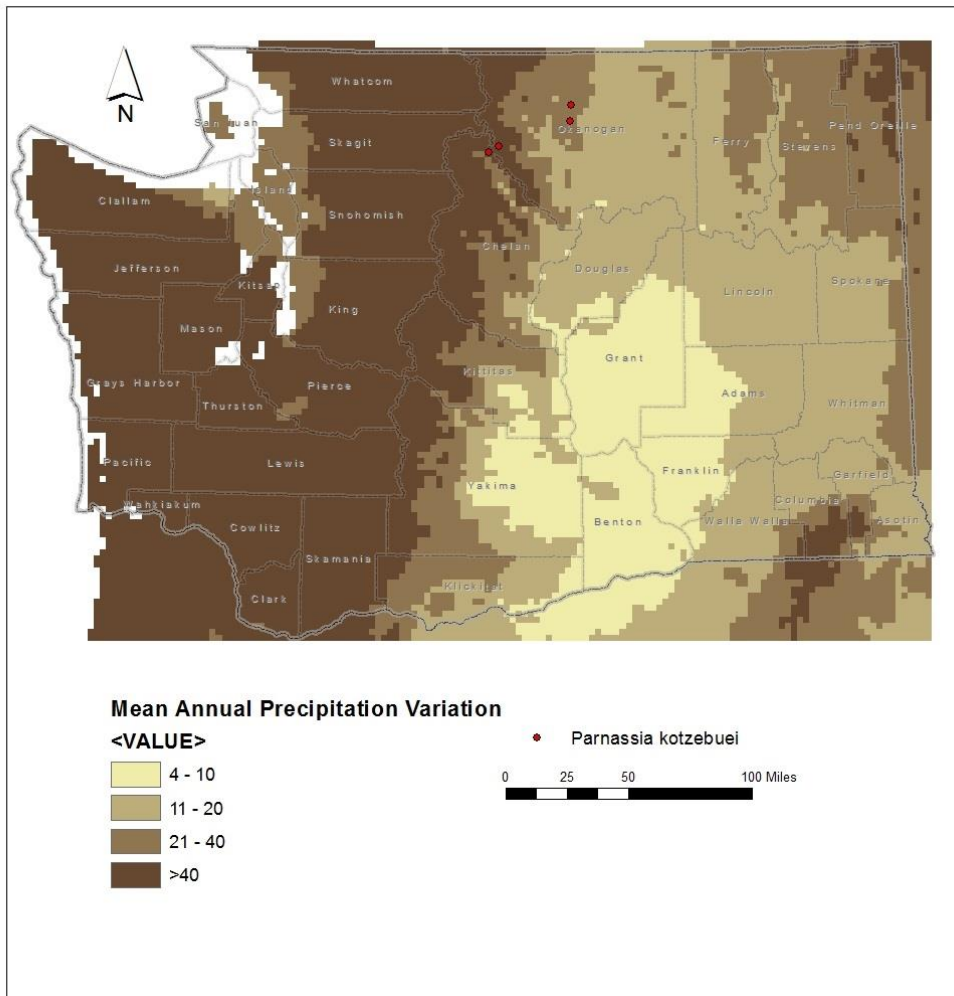 N
Whatcom
San Juan
Okanogan
Pend Oreille
Skagit
Ferry
Stevens
Island
Clallam
Snohomish
Chelan
Jefferson
Douglas
Kitsap
Lincoln
Spokane
King
Mason
Grant
Kittitas
Grays Harbor
Pierce
Adams
Thurston
Whitman
Pacific
Lewis
Yakima
Franklin
Garfield
Columbia
Wahkiakum
Benton
Walla Walla
Asotin
Cowlitz
Skamania
Klickitat
Clark
Mean Annual Precipitation Variation
<VALUE>
4 - 10
11 - 20
21 - 40
>40
Parnassia kotzebuei
0 25 50 100 Miles